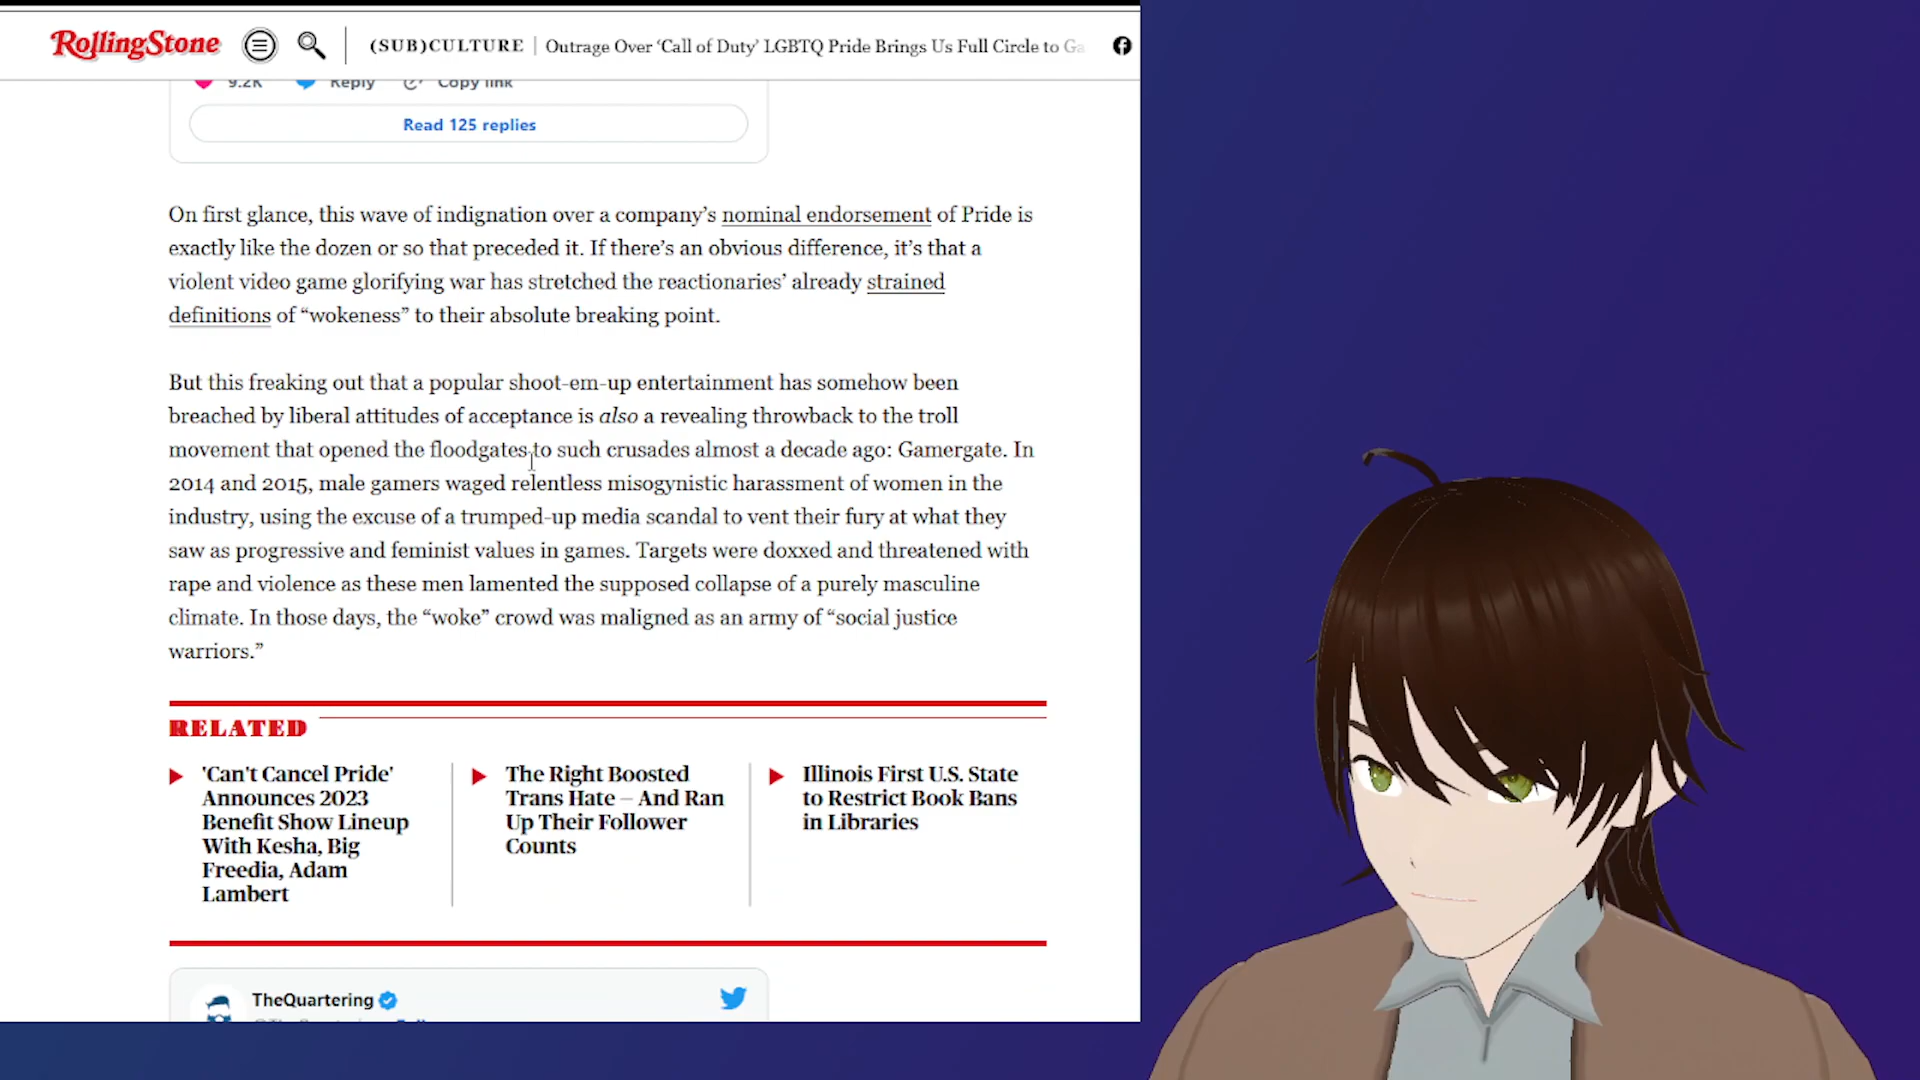 RollingStone
(SUB)CULTURE | Outrage Over ‘Call of Duty’ LGBTQ Pride Brings Us Full Circle to Ga
9.2K Reply Copy link
Read 125 replies
On first glance, this wave of indignation over a company’s nominal endorsement of Pride is
exactly like the dozen or so that preceded it. If there’s an obvious difference, it’s that a
violent video game glorifying war has stretched the reactionaries’ already strained
definitions of “wokeness” to their absolute breaking point.
But this freaking out that a popular shoot-em-up entertainment has somehow been
breached by liberal attitudes of acceptance is also a revealing throwback to the troll
movement that opened the floodgates to such crusades almost a decade ago: Gamergate. In
2014 and 2015, male gamers waged relentless misogynistic harassment of women in the
industry, using the excuse of a trumped-up media scandal to vent their fury at what they
saw as progressive and feminist values in games. Targets were doxxed and threatened with
rape and violence as these men lamented the supposed collapse of a purely masculine
climate. In those days, the “woke” crowd was maligned as an army of “social justice
warriors.”
RELATED
'Can't Cancel Pride'
Announces 2023
Benefit Show Lineup
With Kesha, Big
Freedia, Adam
Lambert
The Right Boosted
Trans Hate – And Ran
Up Their Follower
Counts
Illinois First U.S. State
to Restrict Book Bans
in Libraries
TheQuartering